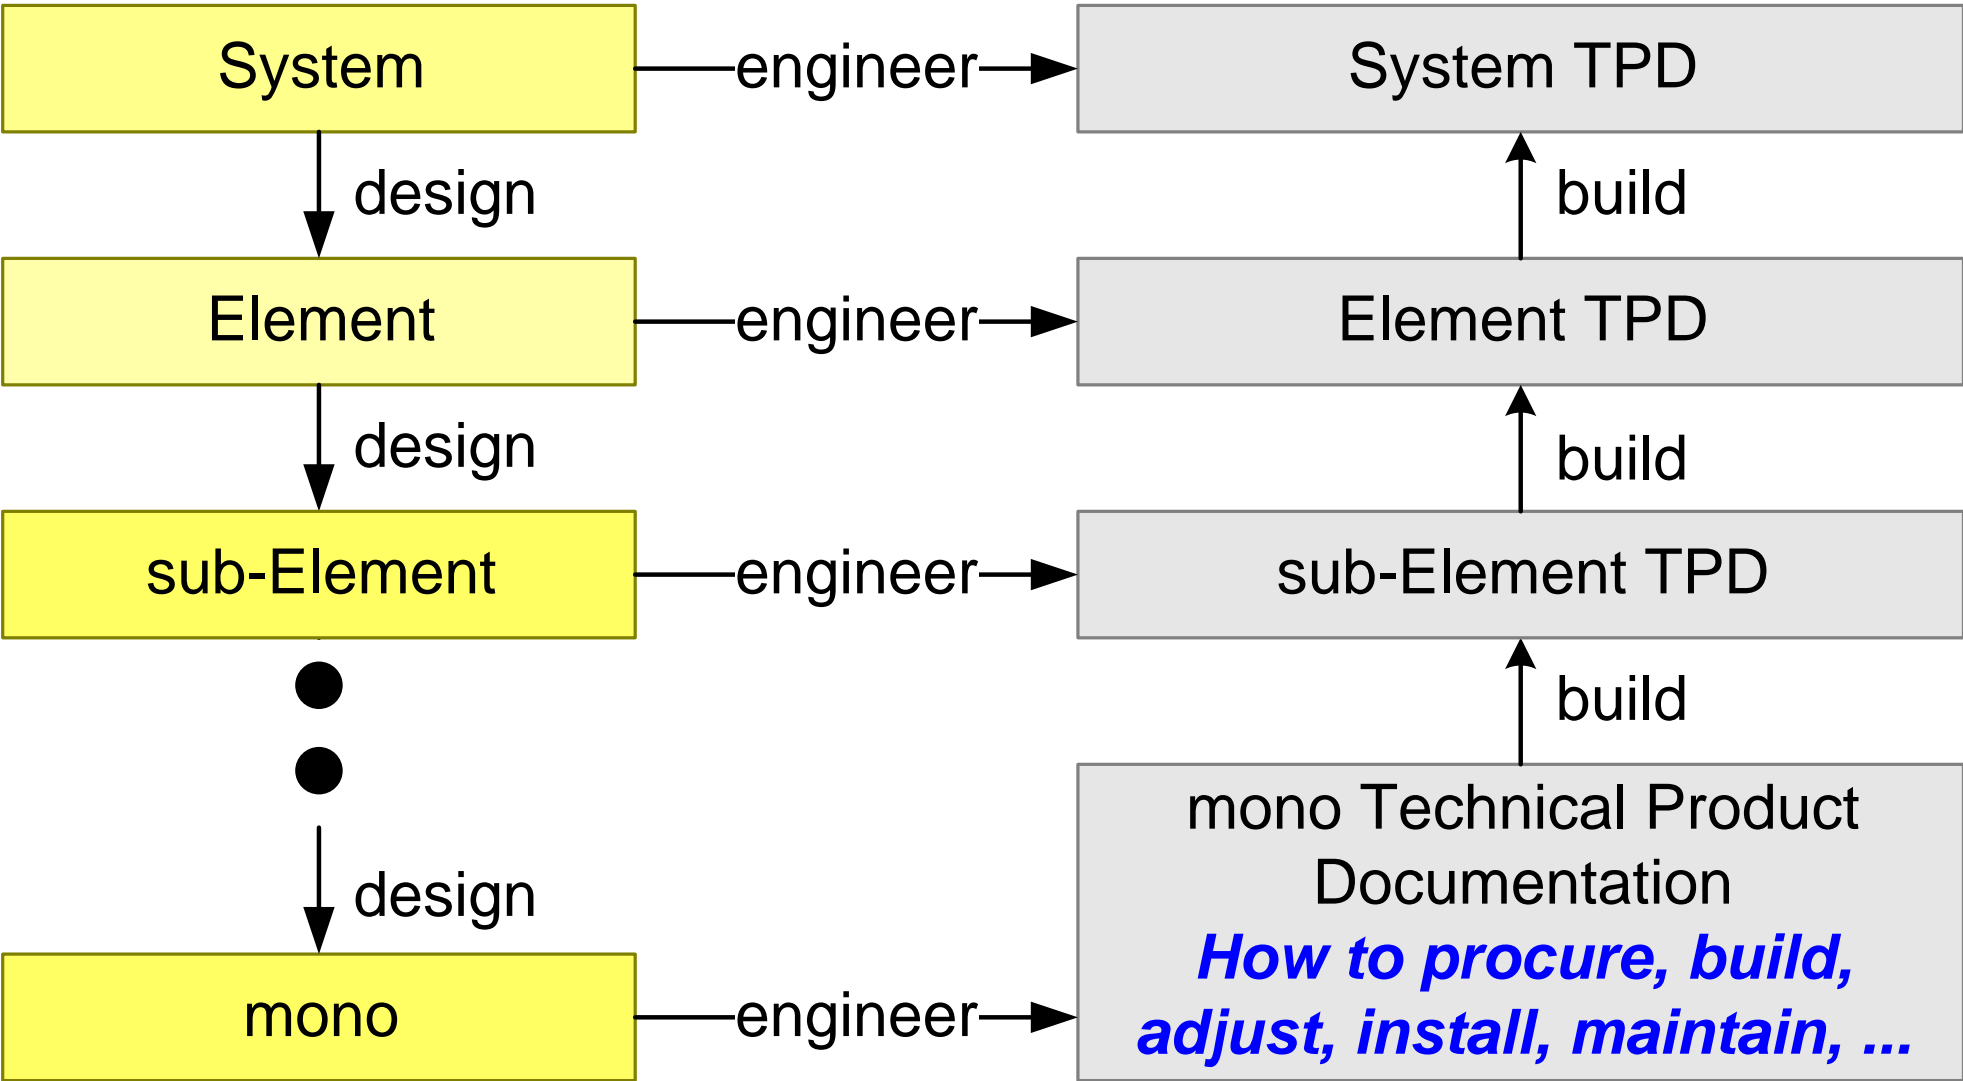 System
engineer
System TPD
design
build
Element
engineer
Element TPD
design
build
sub-Element
engineer
sub-Element TPD
build
mono Technical Product
Documentation
How to procure, build,
adjust, install, maintain, ...
design
mono
engineer